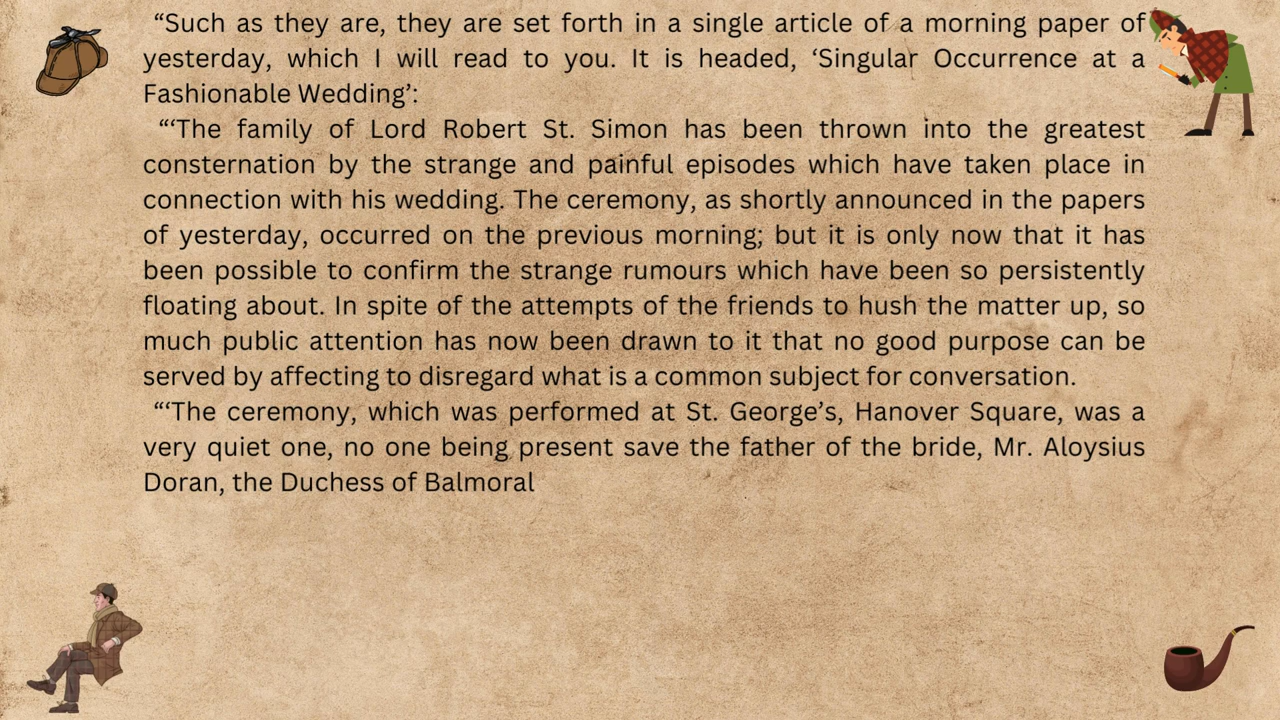 “Such as they are, they are set forth in a single article of a morning paper of
yesterday, which I will read to you. It is headed, ‘Singular Occurrence at a
Fashionable Wedding’:
“‘The family of Lord Robert St. Simon has been thrown into the greatest
consternation by the strange and painful episodes which have taken place in
connection with his wedding. The ceremony, as shortly announced in the papers
of yesterday, occurred on the previous morning; but it is only now that it has
been possible to confirm the strange rumours which have been so persistently
floating about. In spite of the attempts of the friends to hush the matter up, so
much public attention has now been drawn to it that no good purpose can be
served by affecting to disregard what is a common subject for conversation.
“‘The ceremony, which was performed at St. George’s, Hanover Square, was a
very quiet one, no one being present save the father of the bride, Mr. Aloysius
Doran, the Duchess of Balmoral